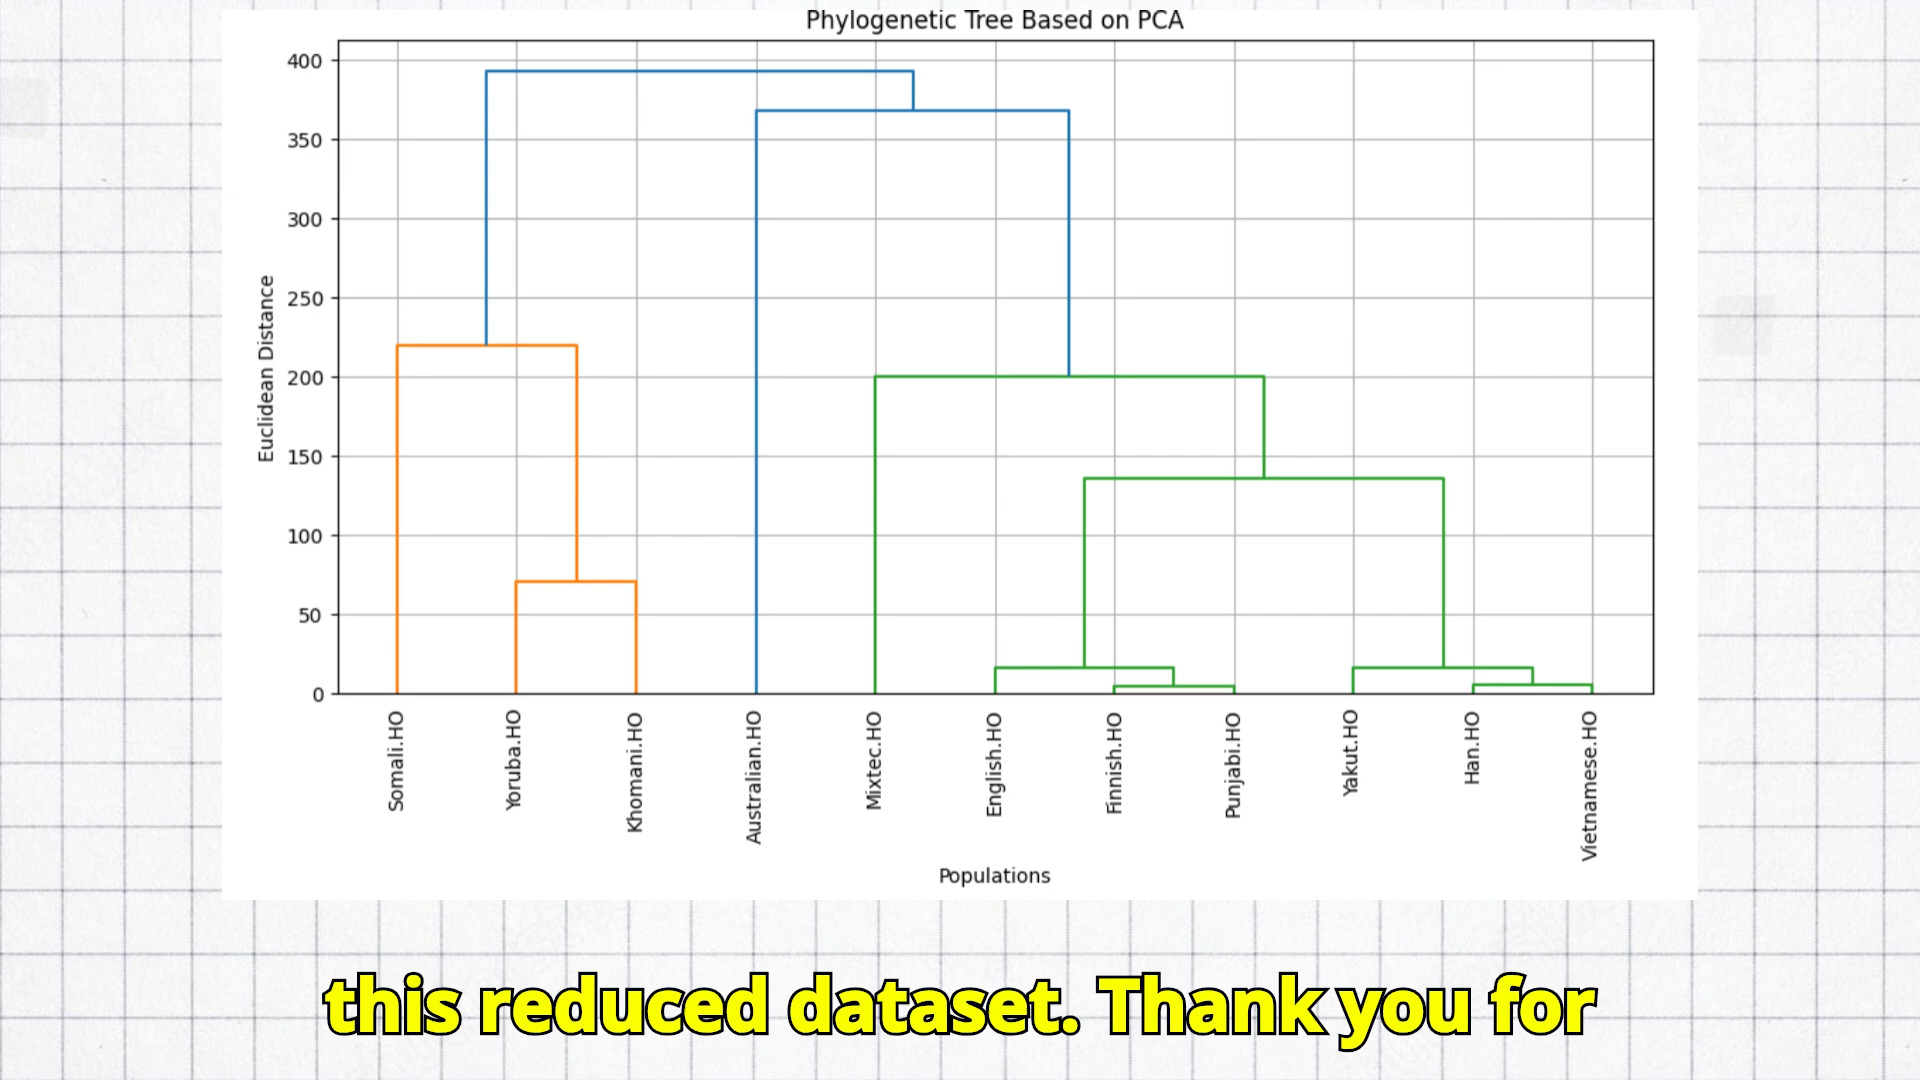 Phylogenetic Tree Based on PCA
400
350
300
250
200
150
100
50
0
Euclidean Distance
Somali.HO
Yoruba.HO
Khomani.HO
Australian.HO
Mixtec.HO
English.HO
Finnish.HO
Punjabi.HO
Yakut.HO
Han.HO
Vietnamese.HO
Populations
this reduced dataset. Thank you for